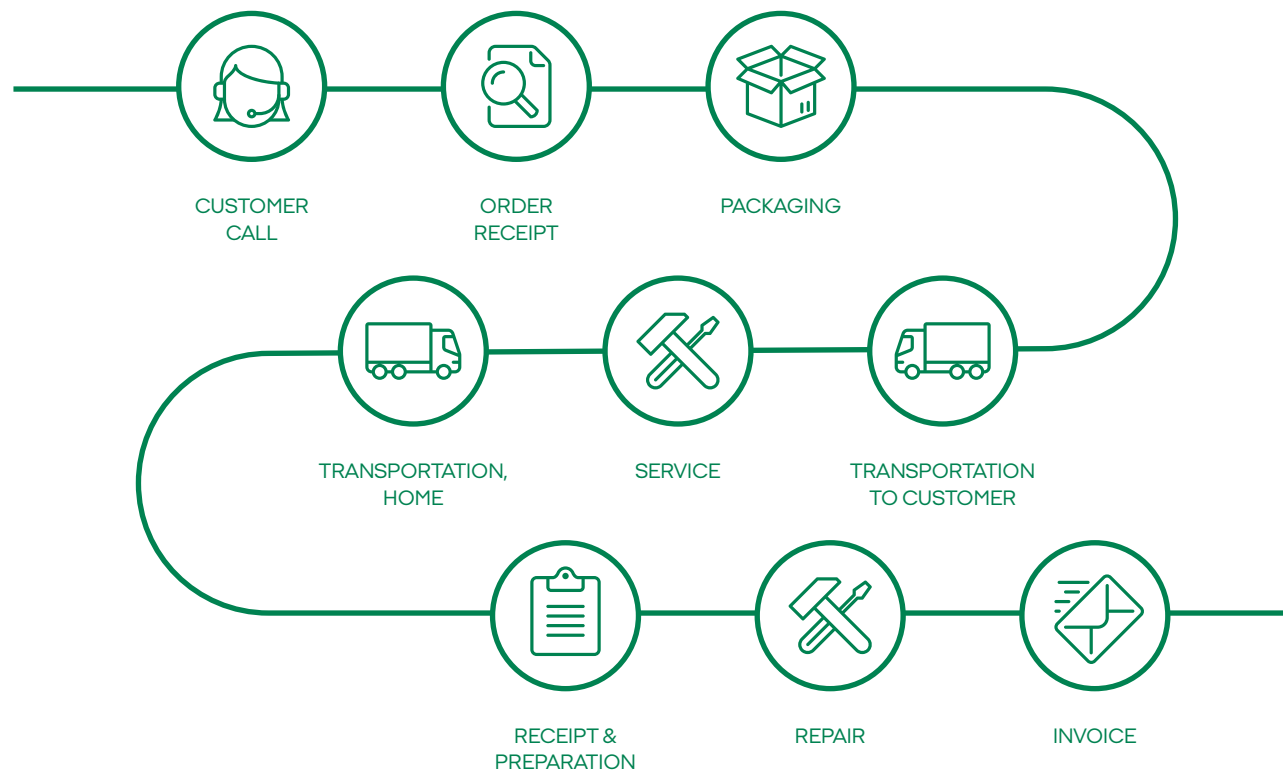 CUSTOMER
CALL
ORDER
RECEIPT
PACKAGING
TRANSPORTATION,
HOME
SERVICE
TRANSPORTATION
TO CUSTOMER
RECEIPT &
PREPARATION
REPAIR
INVOICE